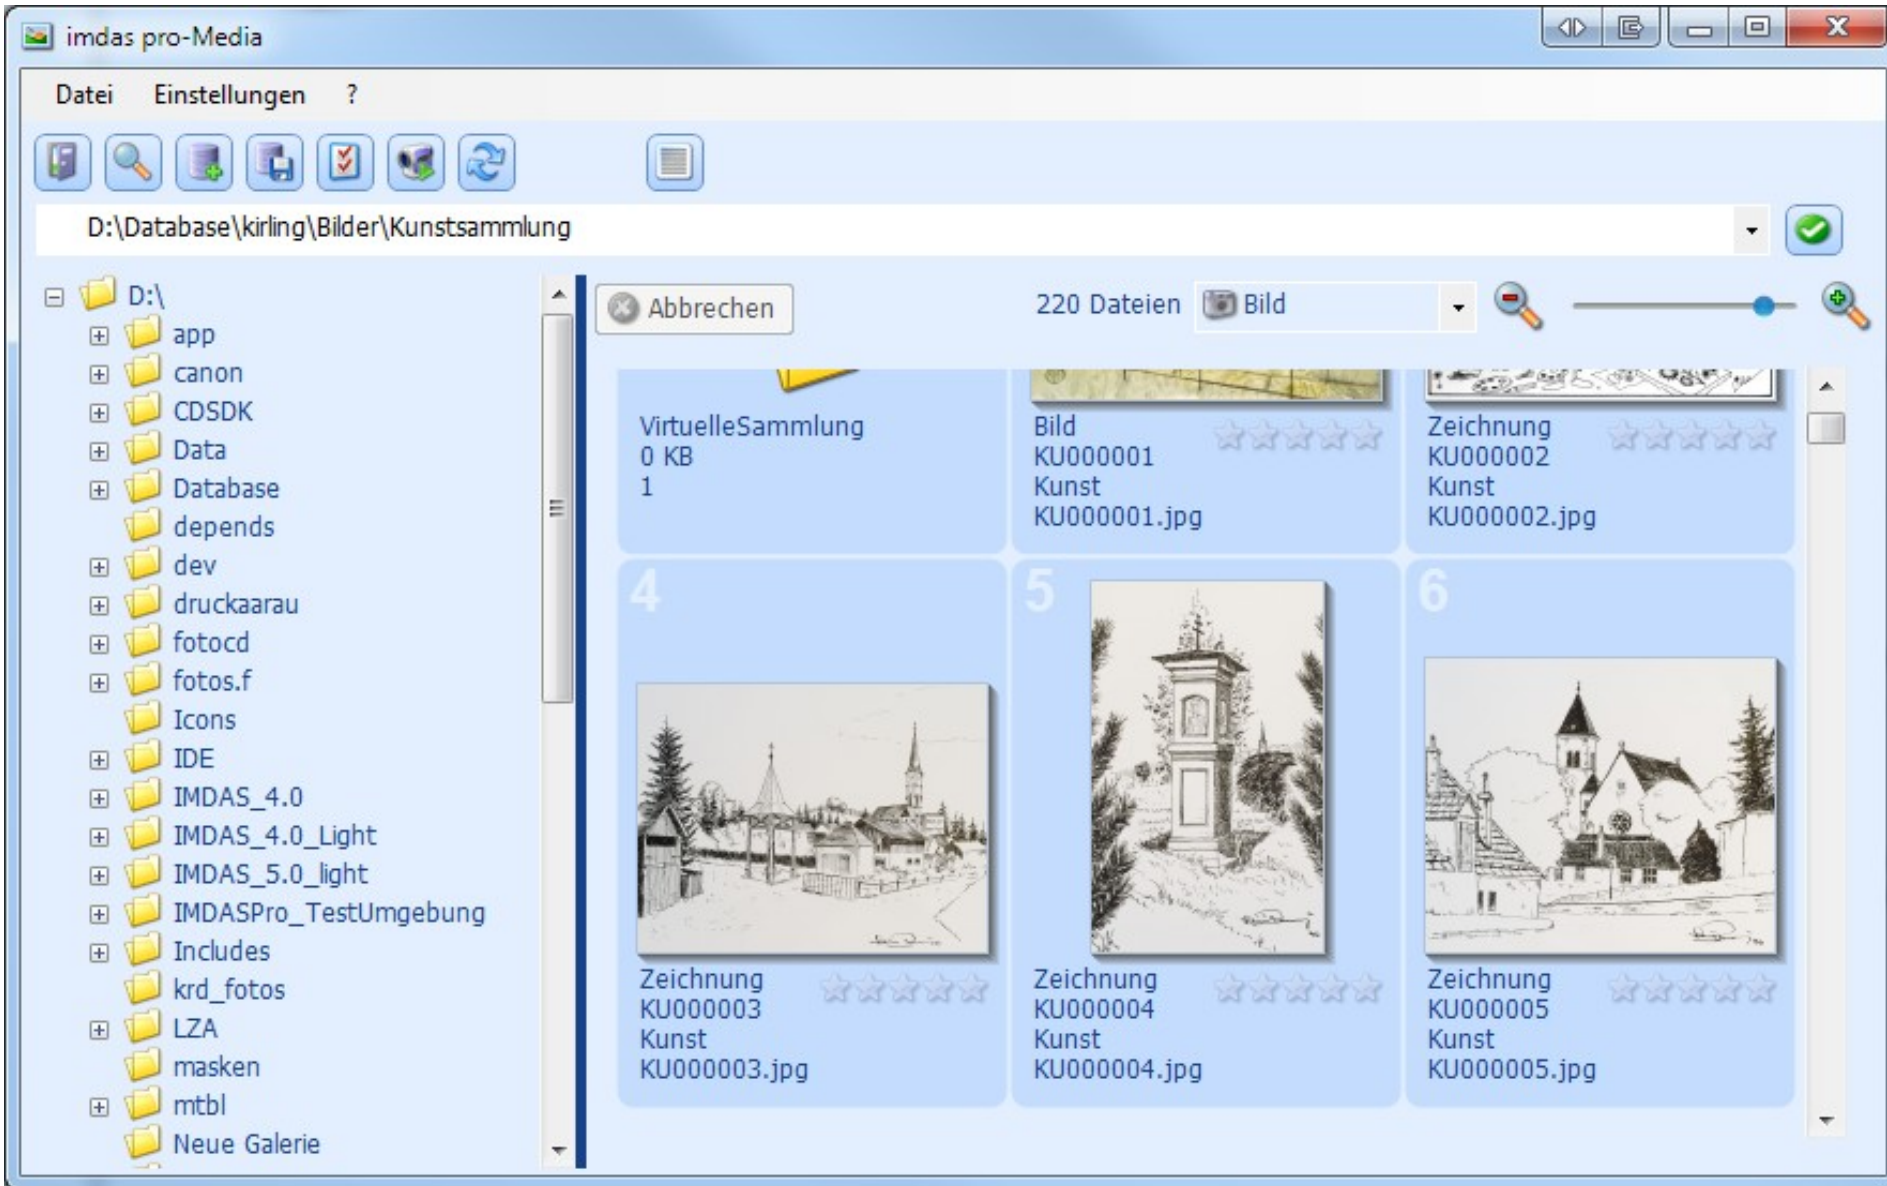 imdas pro-Media
Datei Einstellungen ?
D:\Database\kirling\Bilder\Kunstsammlung
D:\
app
canon
CDSDK
Data
Database
depends
dev
druckaarau
fotocd
fotos.f
Icons
IDE
IMDAS_4.0
IMDAS_4.0_Light
IMDAS_5.0_light
IMDASPro_TestUmgebung
Includes
krd_fotos
LZA
masken
mtbl
Neue Galerie
Abbrechen
220 Dateien
Bild
VirtuelleSammlung
0 KB
1
Bild
KU000001
Kunst
KU000001.jpg
Zeichnung
KU000002
Kunst
KU000002.jpg
4
Zeichnung
KU000003
Kunst
KU000003.jpg
5
Zeichnung
KU000004
Kunst
KU000004.jpg
6
Zeichnung
KU000005
Kunst
KU000005.jpg